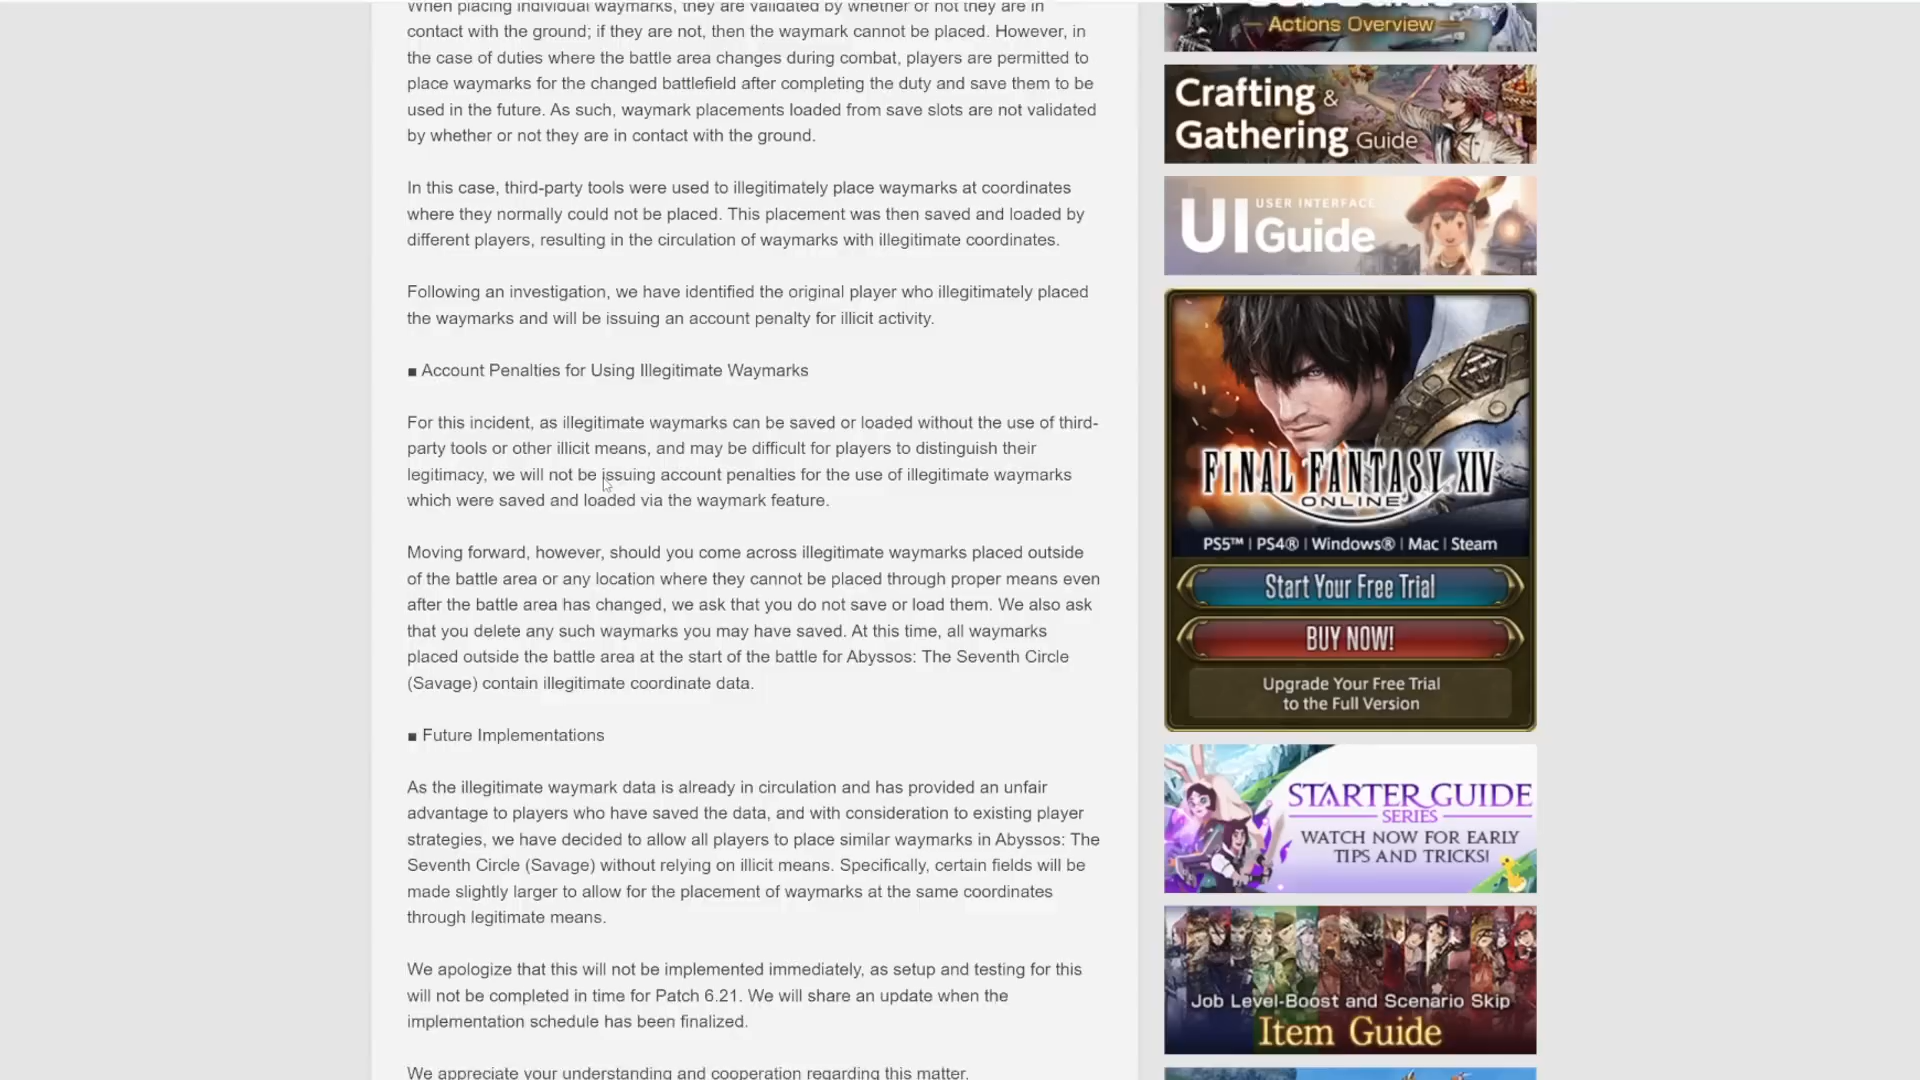 When placing individual waymarks, they are validated by whether or not they are in
contact with the ground; if they are not, then the waymark cannot be placed. However, in
the case of duties where the battle area changes during combat, players are permitted to
place waymarks for the changed battlefield after completing the duty and save them to be
used in the future. As such, waymark placements loaded from save slots are not validated
by whether or not they are in contact with the ground.
In this case, third-party tools were used to illegitimately place waymarks at coordinates
where they normally could not be placed. This placement was then saved and loaded by
different players, resulting in the circulation of waymarks with illegitimate coordinates.
Following an investigation, we have identified the original player who illegitimately placed
the waymarks and will be issuing an account penalty for illicit activity.
■ Account Penalties for Using Illegitimate Waymarks
For this incident, as illegitimate waymarks can be saved or loaded without the use of third-
party tools or other illicit means, and may be difficult for players to distinguish their
legitimacy, we will not be issuing account penalties for the use of illegitimate waymarks
which were saved and loaded via the waymark feature.
Moving forward, however, should you come across illegitimate waymarks placed outside
of the battle area or any location where they cannot be placed through proper means even
after the battle area has changed, we ask that you do not save or load them. We also ask
that you delete any such waymarks you may have saved. At this time, all waymarks
placed outside the battle area at the start of the battle for Abyssos: The Seventh Circle
(Savage) contain illegitimate coordinate data.
■ Future Implementations
As the illegitimate waymark data is already in circulation and has provided an unfair
advantage to players who have saved the data, and with consideration to existing player
strategies, we have decided to allow all players to place similar waymarks in Abyssos: The
Seventh Circle (Savage) without relying on illicit means. Specifically, certain fields will be
made slightly larger to allow for the placement of waymarks at the same coordinates
through legitimate means.
We apologize that this will not be implemented immediately, as setup and testing for this
will not be completed in time for Patch 6.21. We will share an update when the
implementation schedule has been finalized.
We appreciate your understanding and cooperation regarding this matter.
Actions Overview
Crafting &
Gathering Guide
USER INTERFACE
UI Guide
FINAL FANTASY XIV
ONLINE
PS5™ | PS4® | Windows® | Mac | Steam
Start Your Free Trial
BUY NOW!
Upgrade Your Free Trial
to the Full Version
STARTER GUIDE
SERIES
WATCH NOW FOR EARLY
TIPS AND TRICKS!
Job Level-Boost and Scenario Skip
Item Guide